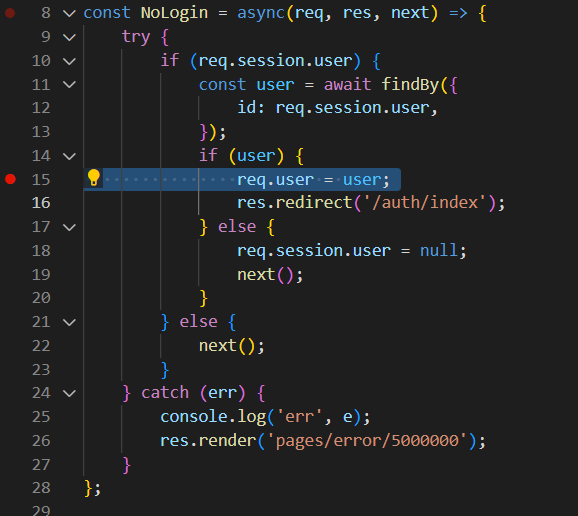 8 const NoLogin = async(req, res, next) => {
9 try {
10 if (req.session.user) {
11 const user = await findBy({
12 id: req.session.user,
13 });
14 if (user) {
15 req.user = user;
16 res.redirect('/auth/index');
17 } else {
18 req.session.user = null;
19 next();
20 }
21 } else {
22 next();
23 }
24 } catch (err) {
25 console.log('err', e);
26 res.render('pages/error/5000000');
27 }
28 };
29